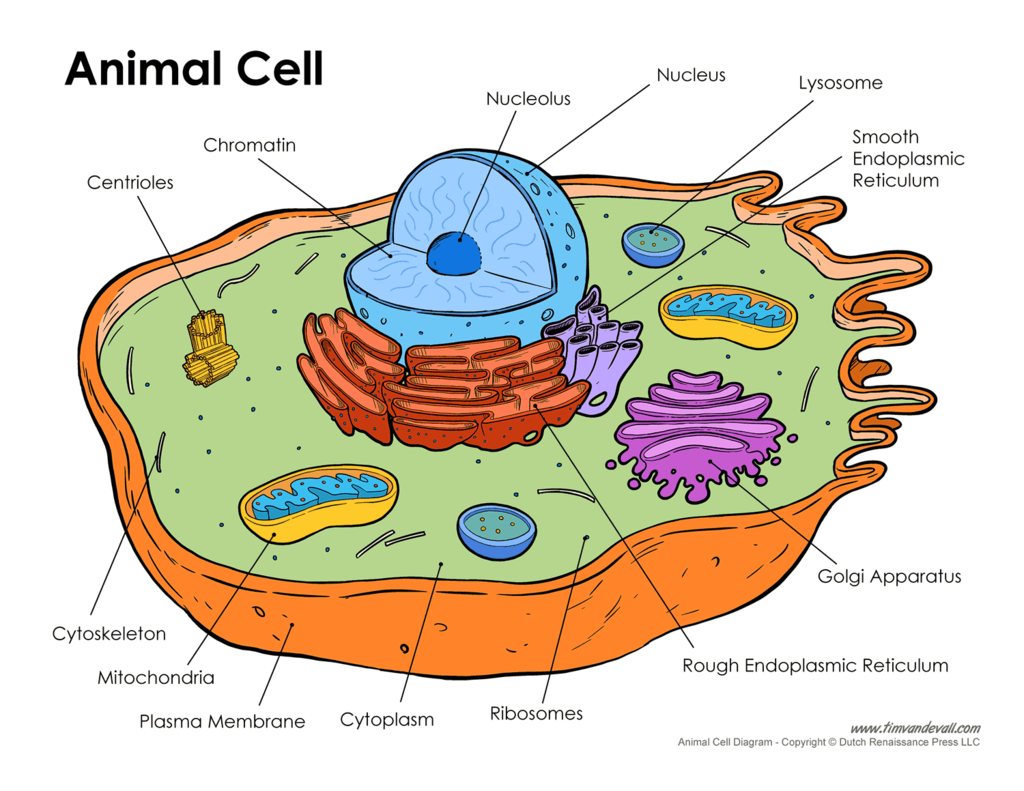 Animal Cell
Nucleolus
Nucleus
Lysosome
Chromatin
Smooth
Endoplasmic
Reticulum
Centrioles
Golgi Apparatus
Cytoskeleton
Rough Endoplasmic Reticulum
Mitochondria
Plasma Membrane
Cytoplasm
Ribosomes
www.timvandevall.com
Animal Cell Diagram - Copyright © Dutch Renaissance Press LLC